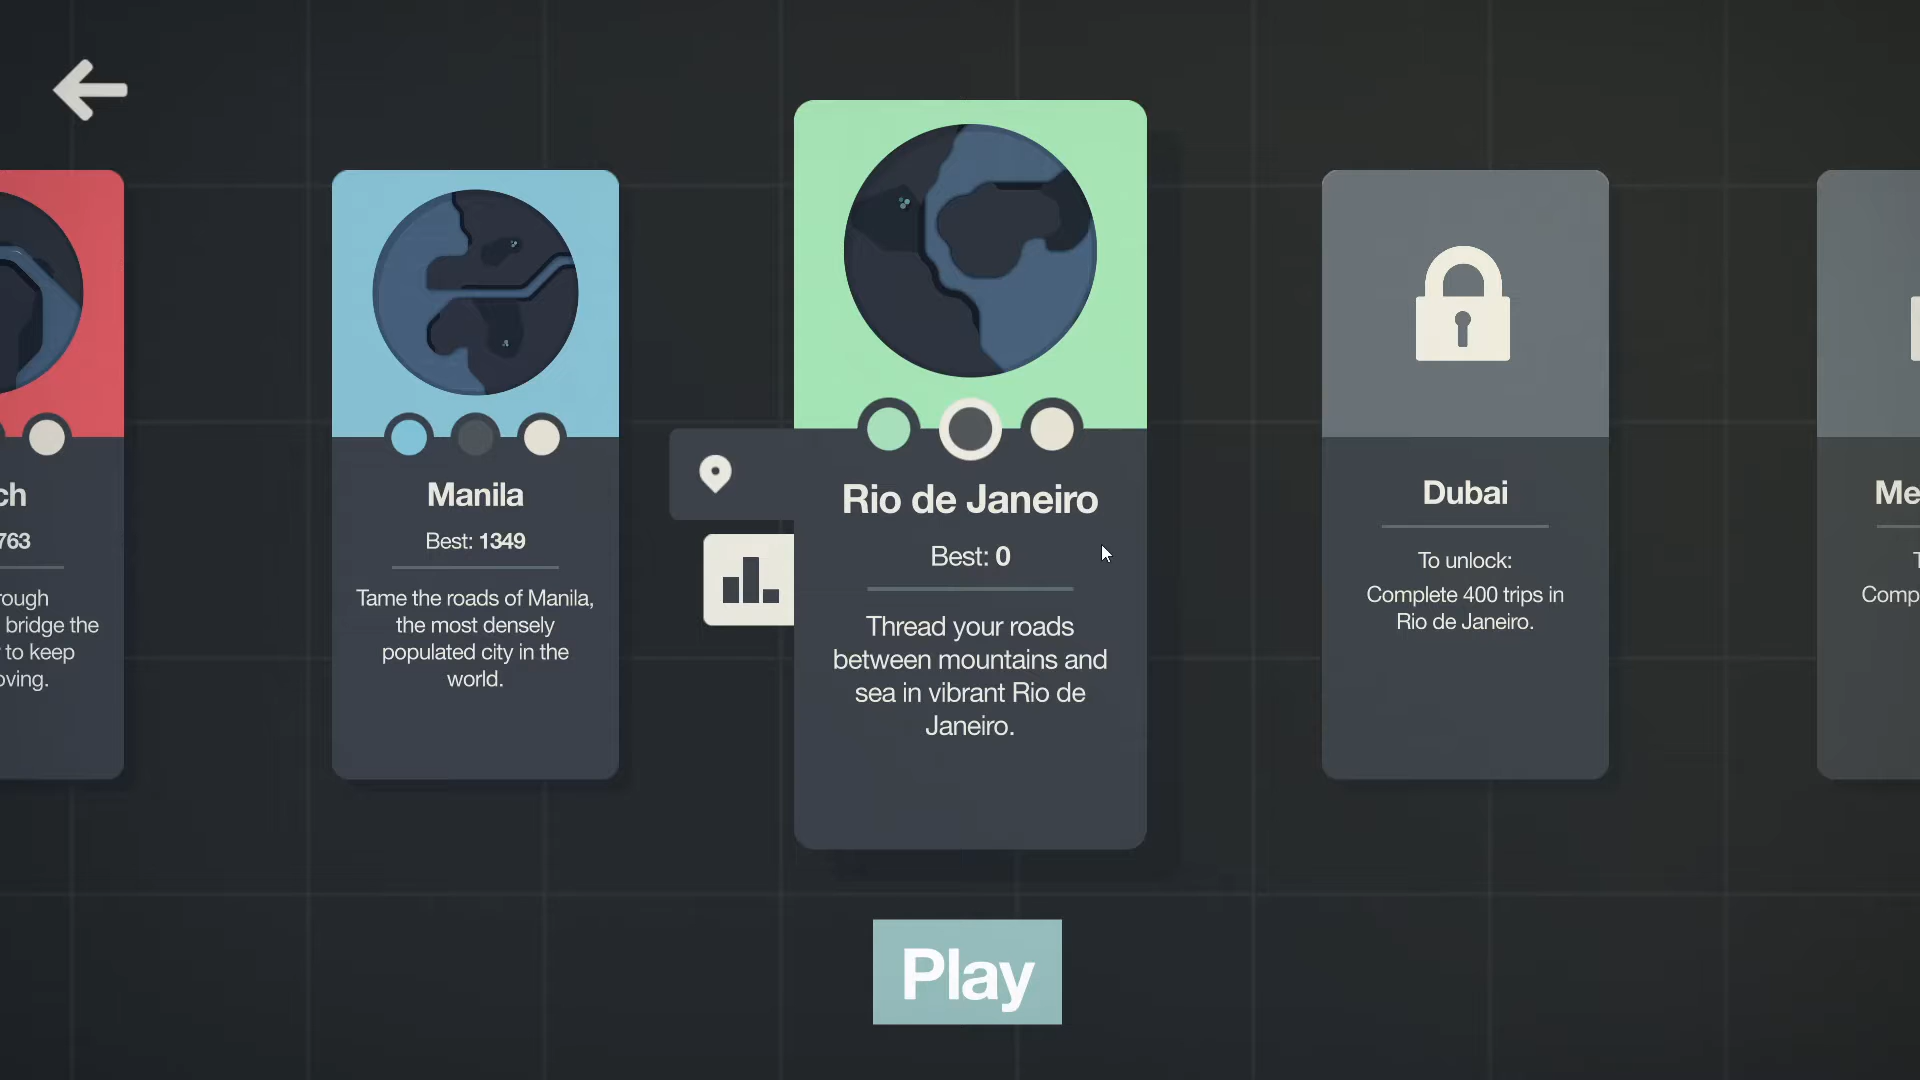 ch
763
rough
bridge the
to keep
oving.
Manila
Best: 1349
Tame the roads of Manila,
the most densely
populated city in the
world.
Rio de Janeiro
Best: 0
Thread your roads
between mountains and
sea in vibrant Rio de
Janeiro.
Dubai
To unlock:
Complete 400 trips in
Rio de Janeiro.
Me
T
Comp
Play